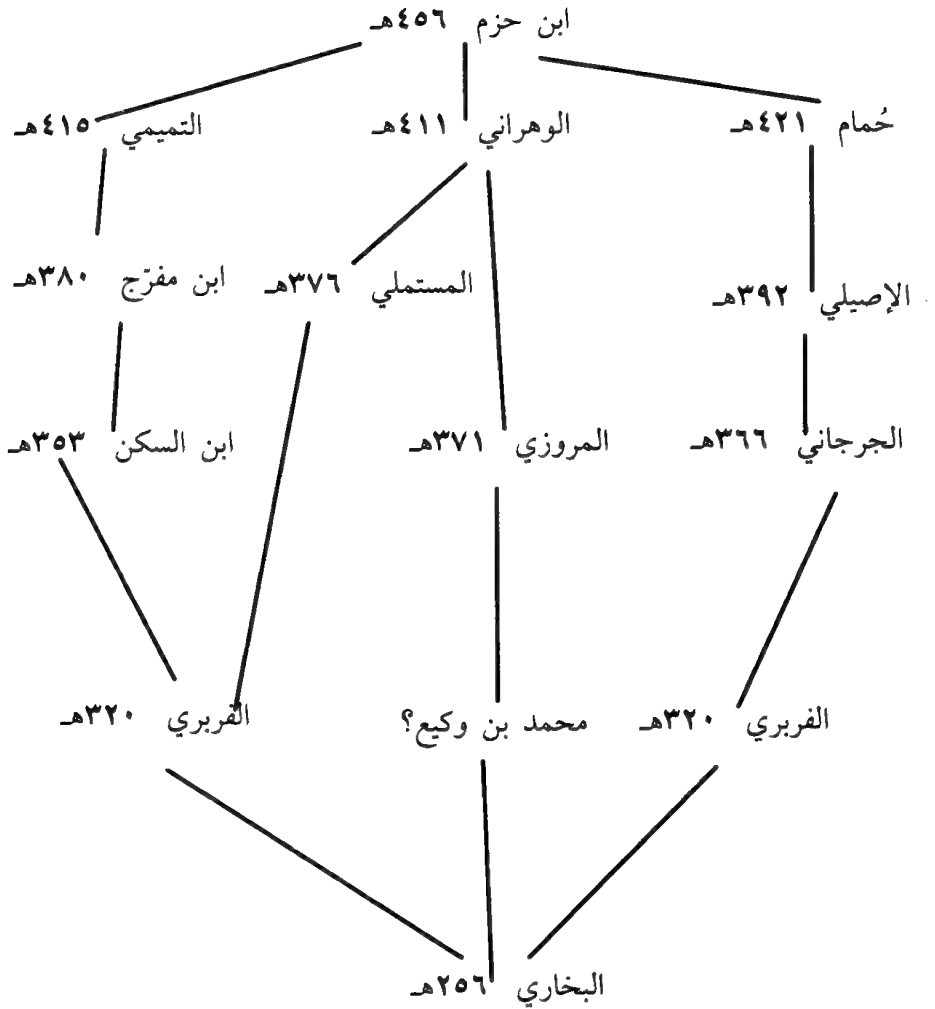 ابن حزم ٤٥٦هـ
حُمام ٤٢١هـ الوهراني ٤١١هـ التميمي ٤١٥هـ
الإصيلي ٣٩٢هـ المستملي ٣٧٦هـ ابن مفرّج ٣٨٠هـ
الجرجاني ٣٦٦هـ المروزي ٣٧١هـ ابن السكن ٣٥٣هـ
الفربري ٣٢٠هـ محمد بن وكيع؟ الفربري ٣٢٠هـ
البخاري ٢٥٦هـ